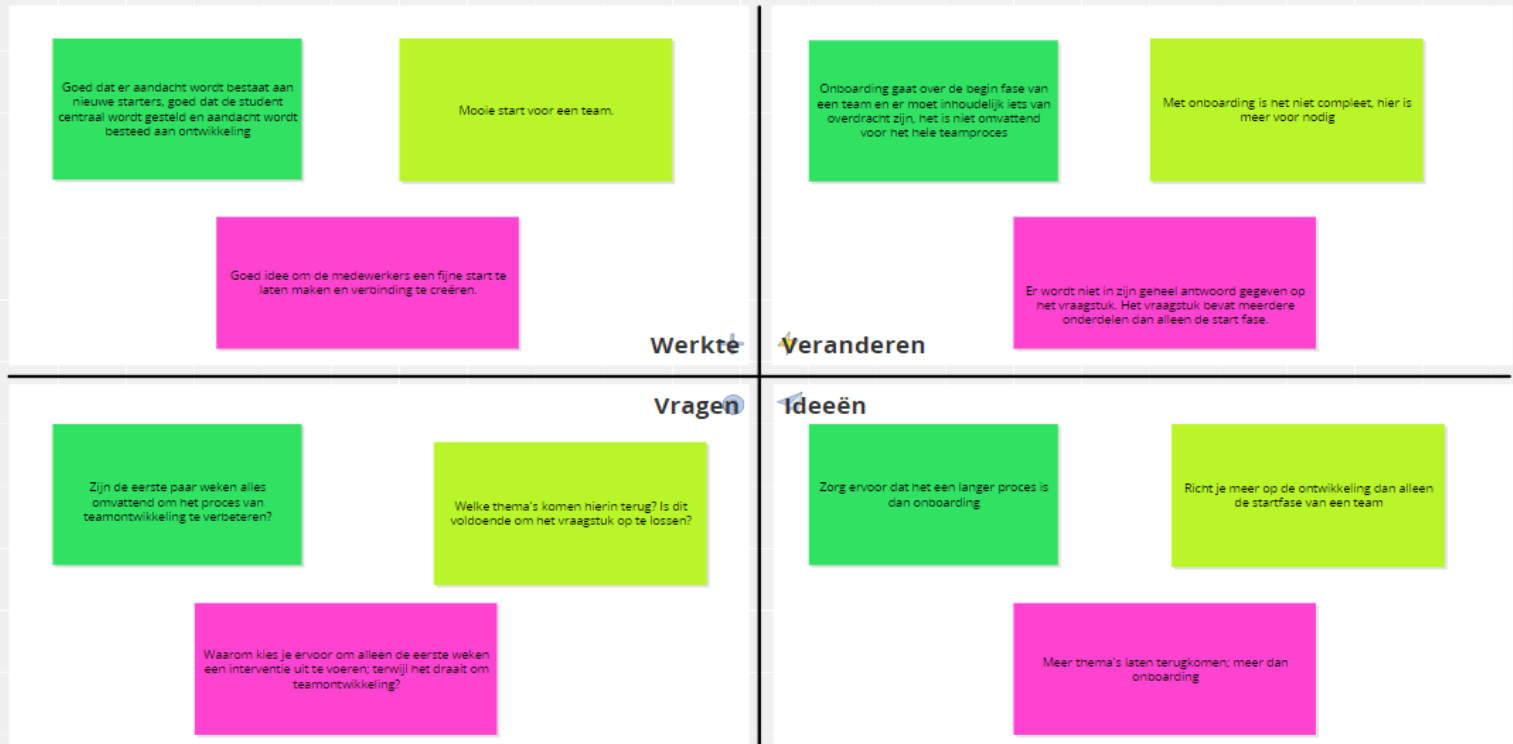 Goed dat er aandacht wordt bestaat aan
nieuwe starters, goed dat de student
centraal wordt gesteld en aandacht wordt
besteed aan ontwikkeling
Mooie start voor een team.
Goed idee om de medewerkers een fijne start te
laten maken en verbinding te creëren.
Werkte
Onboarding gaat over de begin fase van
een team en er moet inhoudelijk iets van
overdracht zijn, het is niet omvattend
voor het hele teamproces
Met onboarding is het niet compleet, hier is
meer voor nodig
Er wordt niet in zijn geheel antwoord gegeven op
het vraagstuk. Het vraagstuk bevat meerdere
onderdelen dan alleen de start fase.
Veranderen
Vragen
Zijn de eerste paar weken alles
omvattend om het proces van
teamontwikkeling te verbeteren?
Welke thema's komen hierin terug? Is dit
voldoende om het vraagstuk op te lossen?
Waarom kies je ervoor om alleen de eerste weken
een interventie uit te voeren; terwijl het draait om
teamontwikkeling?
Ideeën
Zorg ervoor dat het een langer proces is
dan onboarding
Richt je meer op de ontwikkeling dan alleen
de startfase van een team
Meer thema's laten terugkomen; meer dan
onboarding